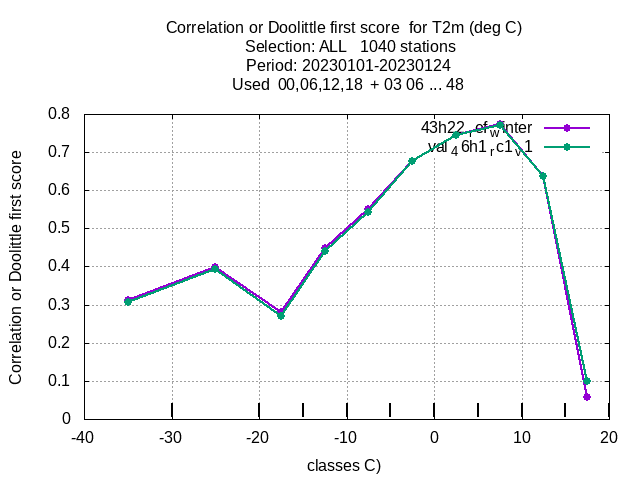 Correlation or Doolittle first score  for T2m (deg C)
Selection: ALL   1040 stations
Period: 20230101-20230124
Used  00,06,12,18  + 03 06 ... 48
43h22_ref_winter
val_46h1_rc1_v1
Correlation or Doolittle first score
0.8
0.7
0.6
0.5
0.4
0.3
0.2
0.1
0
-40 -30 -20 -10 0 10 20
classes C)